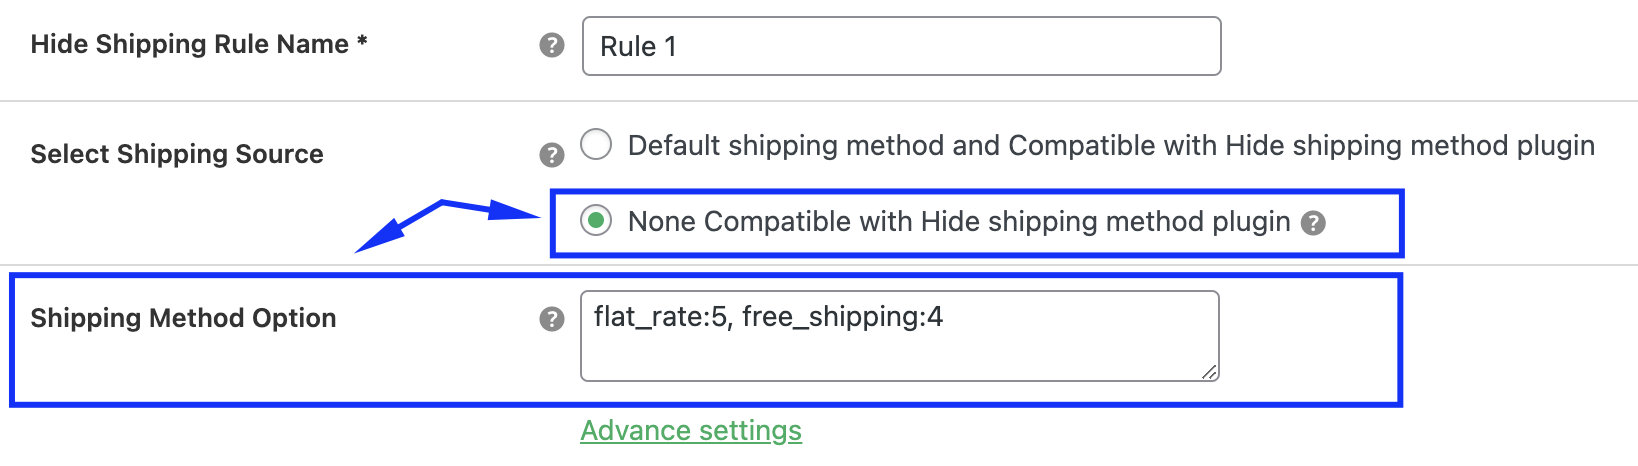 Hide Shipping Rule Name *
? Rule 1
Select Shipping Source
? Default shipping method and Compatible with Hide shipping method plugin
None Compatible with Hide shipping method plugin ?
Shipping Method Option
? flat_rate:5, free_shipping:4
Advance settings